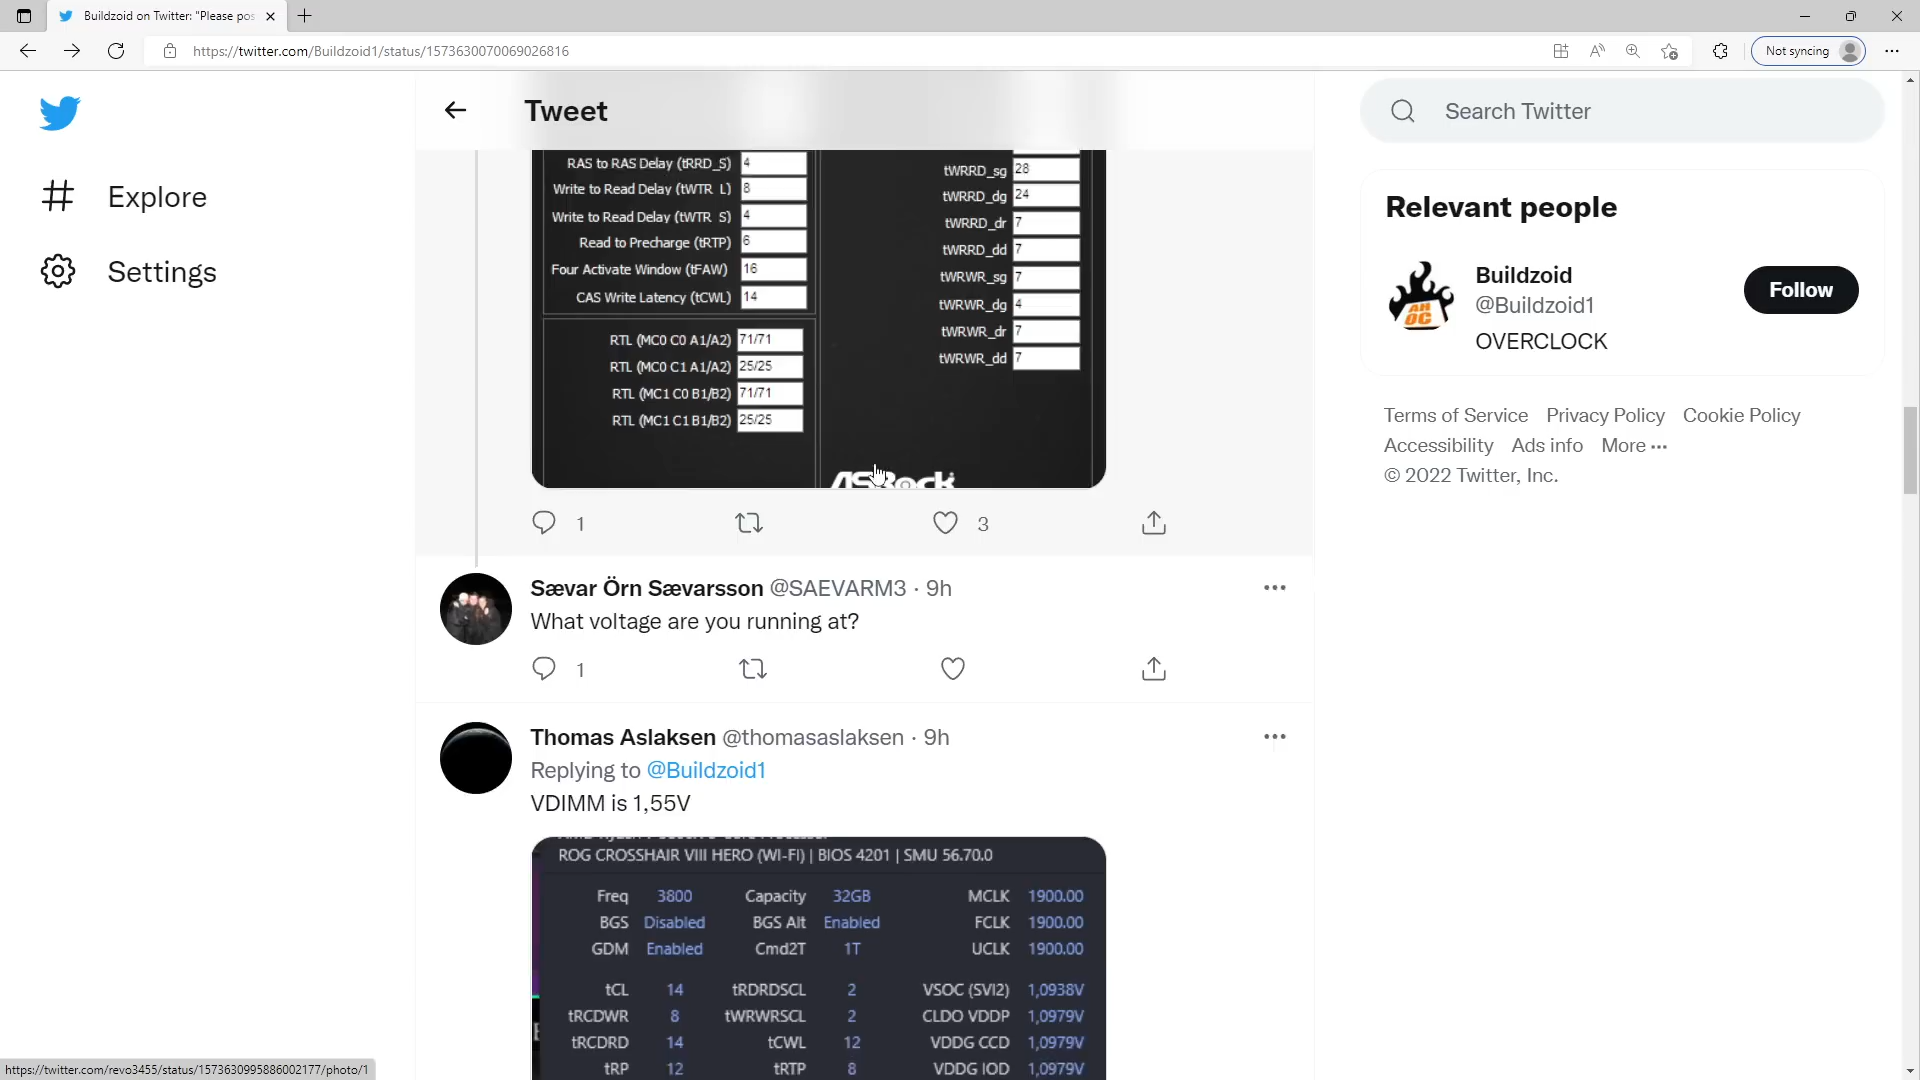 Buildzoid on Twitter: "Please pos
https://twitter.com/Buildzoid1/status/1573630070069026816
Not syncing
Explore
Settings
Tweet
RAS to RAS Delay (tRRD_S) 4
Write to Read Delay (tWTR_L) 8
Write to Read Delay (tWTR_S) 4
Read to Precharge (tRTP) 6
Four Activate Window (tFAW) 16
CAS Write Latency (tCWL) 14
RTL (MC0 C0 A1/A2) 71/71
RTL (MC0 C1 A1/A2) 25/25
RTL (MC1 C0 B1/B2) 71/71
RTL (MC1 C1 B1/B2) 25/25
tWRRD_sg 28
tWRRD_dg 24
tWRRD_dr 7
tWRRD_dd 7
tWRWR_sg 7
tWRWR_dg 4
tWRWR_dr 7
tWRWR_dd 7
ASRock
1 3
Sævar Örn Sævarsson @SAEVARM3 · 9h
What voltage are you running at?
1
Thomas Aslaksen @thomasaslaksen · 9h
Replying to @Buildzoid1
VDIMM is 1,55V
ROG CROSSHAIR VIII HERO (WI-FI) | BIOS 4201 | SMU 56.70.0
Freq 3800 Capacity 32GB MCLK 1900.00
BGS Disabled BGS Alt Enabled FCLK 1900.00
GDM Enabled Cmd2T 1T UCLK 1900.00
tCL 14 tRDRDSCL 2 VSOC (SVI2) 1,0938V
tRCDWR 8 tWRWRSCL 2 CLDO VDDP 1,0979V
tRCDRD 14 tCWL 12 VDDG CCD 1,0979V
tRP 12 tRTP 8 VDDG IOD 1,0979V
Search Twitter
Relevant people
Buildzoid
@Buildzoid1
OVERCLOCK
Follow
AHOC
Terms of Service Privacy Policy Cookie Policy
Accessibility Ads info More
© 2022 Twitter, Inc.
https://twitter.com/revo3455/status/1573630995886002177/photo/1